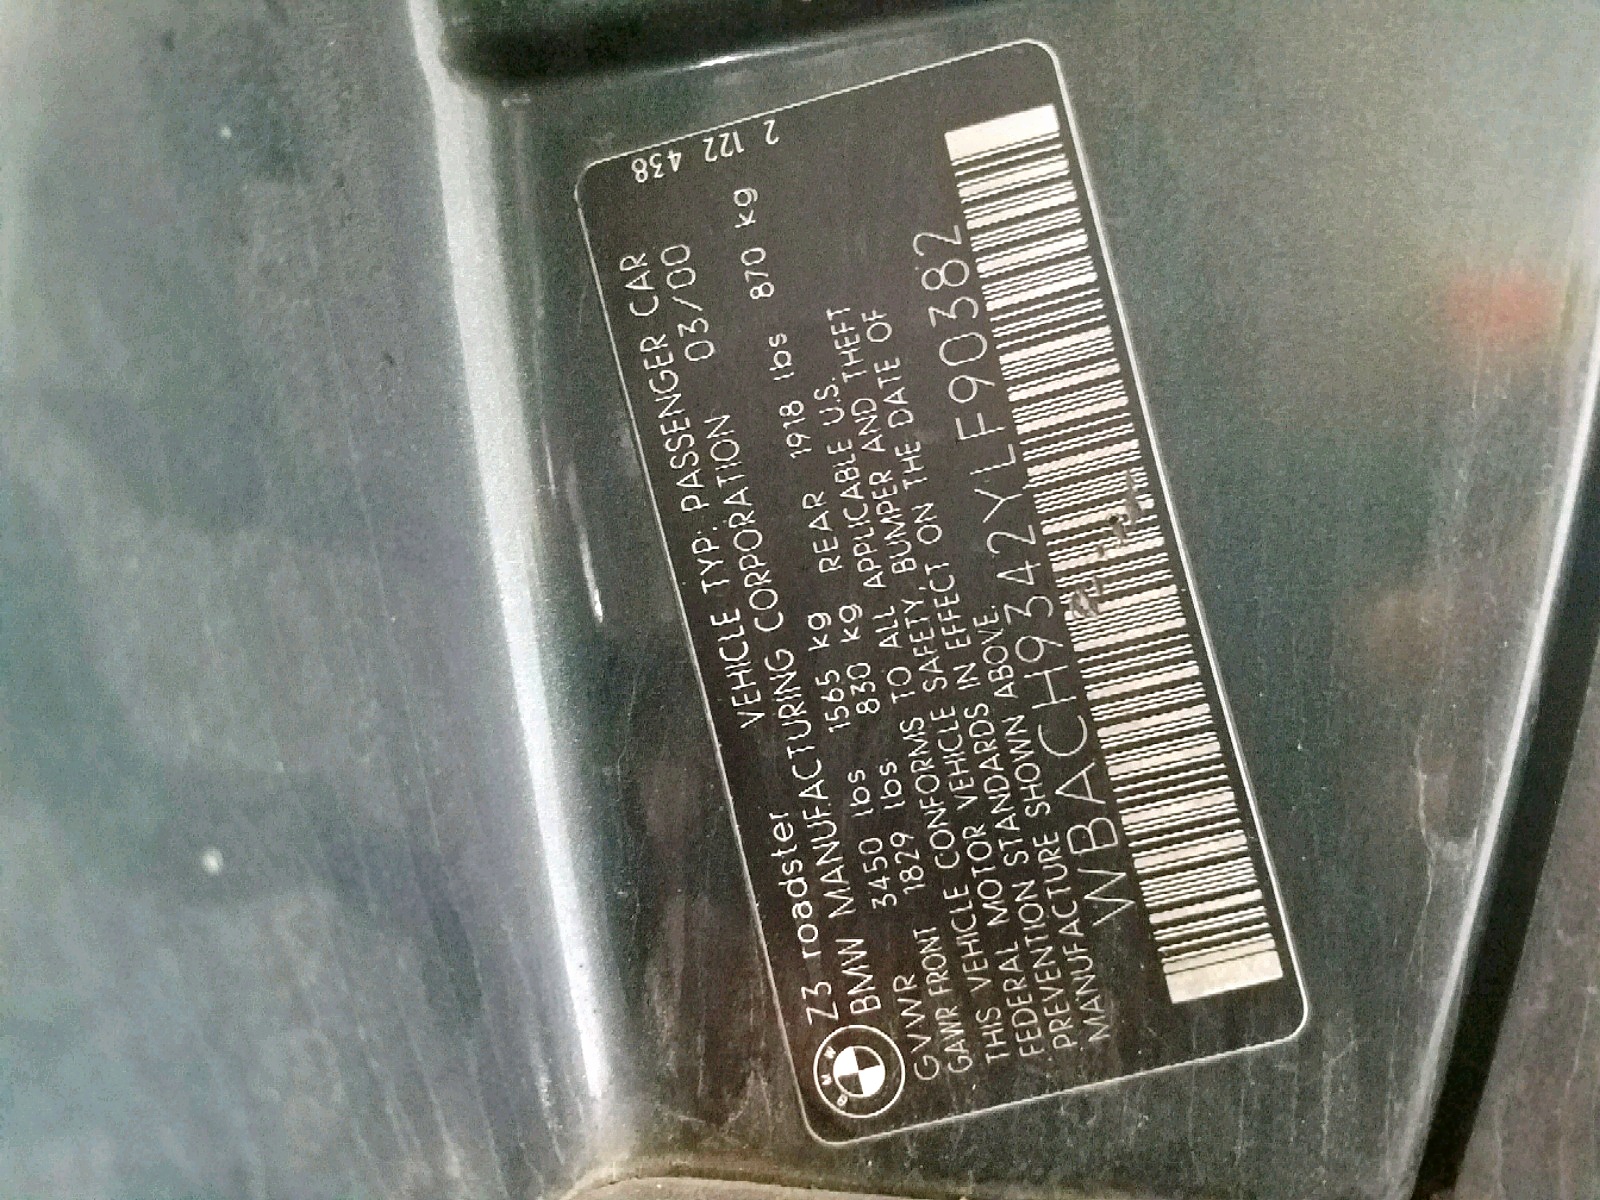 BMW
Z3 roadster VEHICLE TYP: PASSENGER CAR
BMW MANUFACTURING CORPORATION 03/00
GVWR 3450 lbs 1565 kg
GAWR FRONT 1829 lbs 830 kg REAR 1918 lbs 870 kg
THIS VEHICLE CONFORMS TO ALL APPLICABLE U.S.
FEDERAL MOTOR VEHICLE SAFETY, BUMPER AND THEFT
PREVENTION STANDARDS IN EFFECT ON THE DATE OF
MANUFACTURE SHOWN ABOVE.
WBACH9342YLF90382
2 122 438